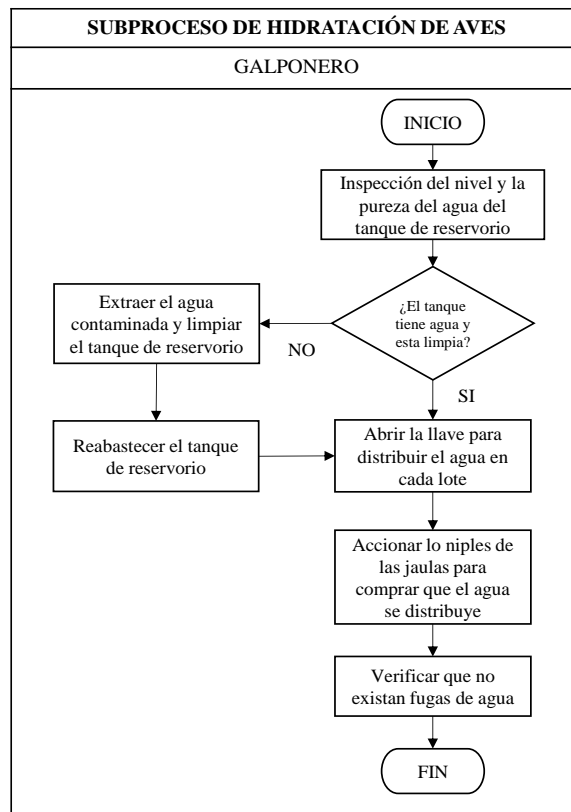 SUBPROCESO DE HIDRATACIÓN DE AVES
GALPONERO
INICIO
Inspección del nivel y la
pureza del agua del
tanque de reservorio
¿El tanque
tiene agua y
esta limpia?
NO
SI
Extraer el agua
contaminada y limpiar
el tanque de reservorio
Reabastecer el tanque
de reservorio
Abrir la llave para
distribuir el agua en
cada lote
Accionar lo niples de
las jaulas para
comprar que el agua
se distribuye
Verificar que no
existan fugas de agua
FIN